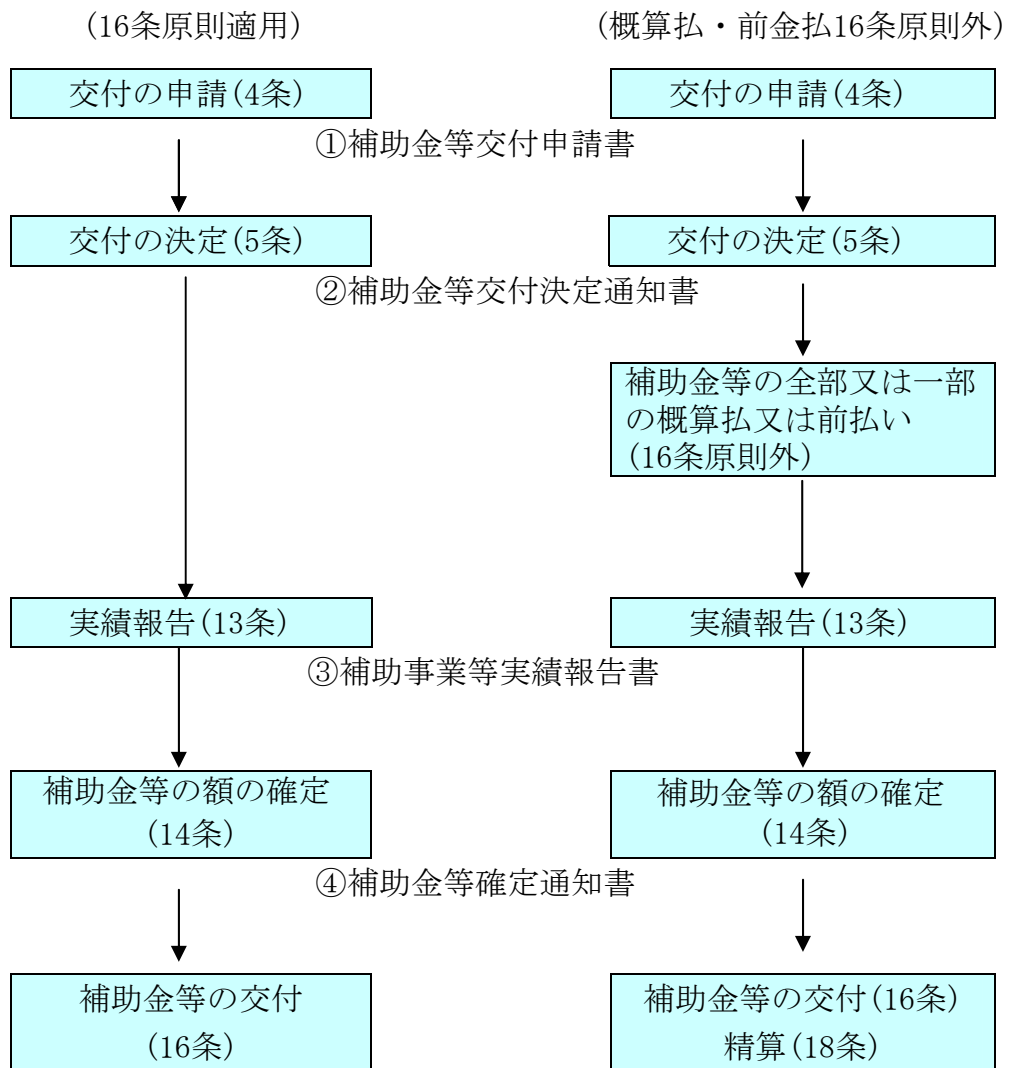 (16条原則適用)
(概算払・前金払16条原則外)
交付の申請(4条)
交付の申請(4条)
①補助金等交付申請書
交付の決定(5条)
交付の決定(5条)
②補助金等交付決定通知書
補助金等の全部又は一部
の概算払又は前払い
(16条原則外)
実績報告(13条)
実績報告(13条)
③補助事業等実績報告書
補助金等の額の確定
(14条)
補助金等の額の確定
(14条)
④補助金等確定通知書
補助金等の交付
(16条)
補助金等の交付(16条)
精算(18条)